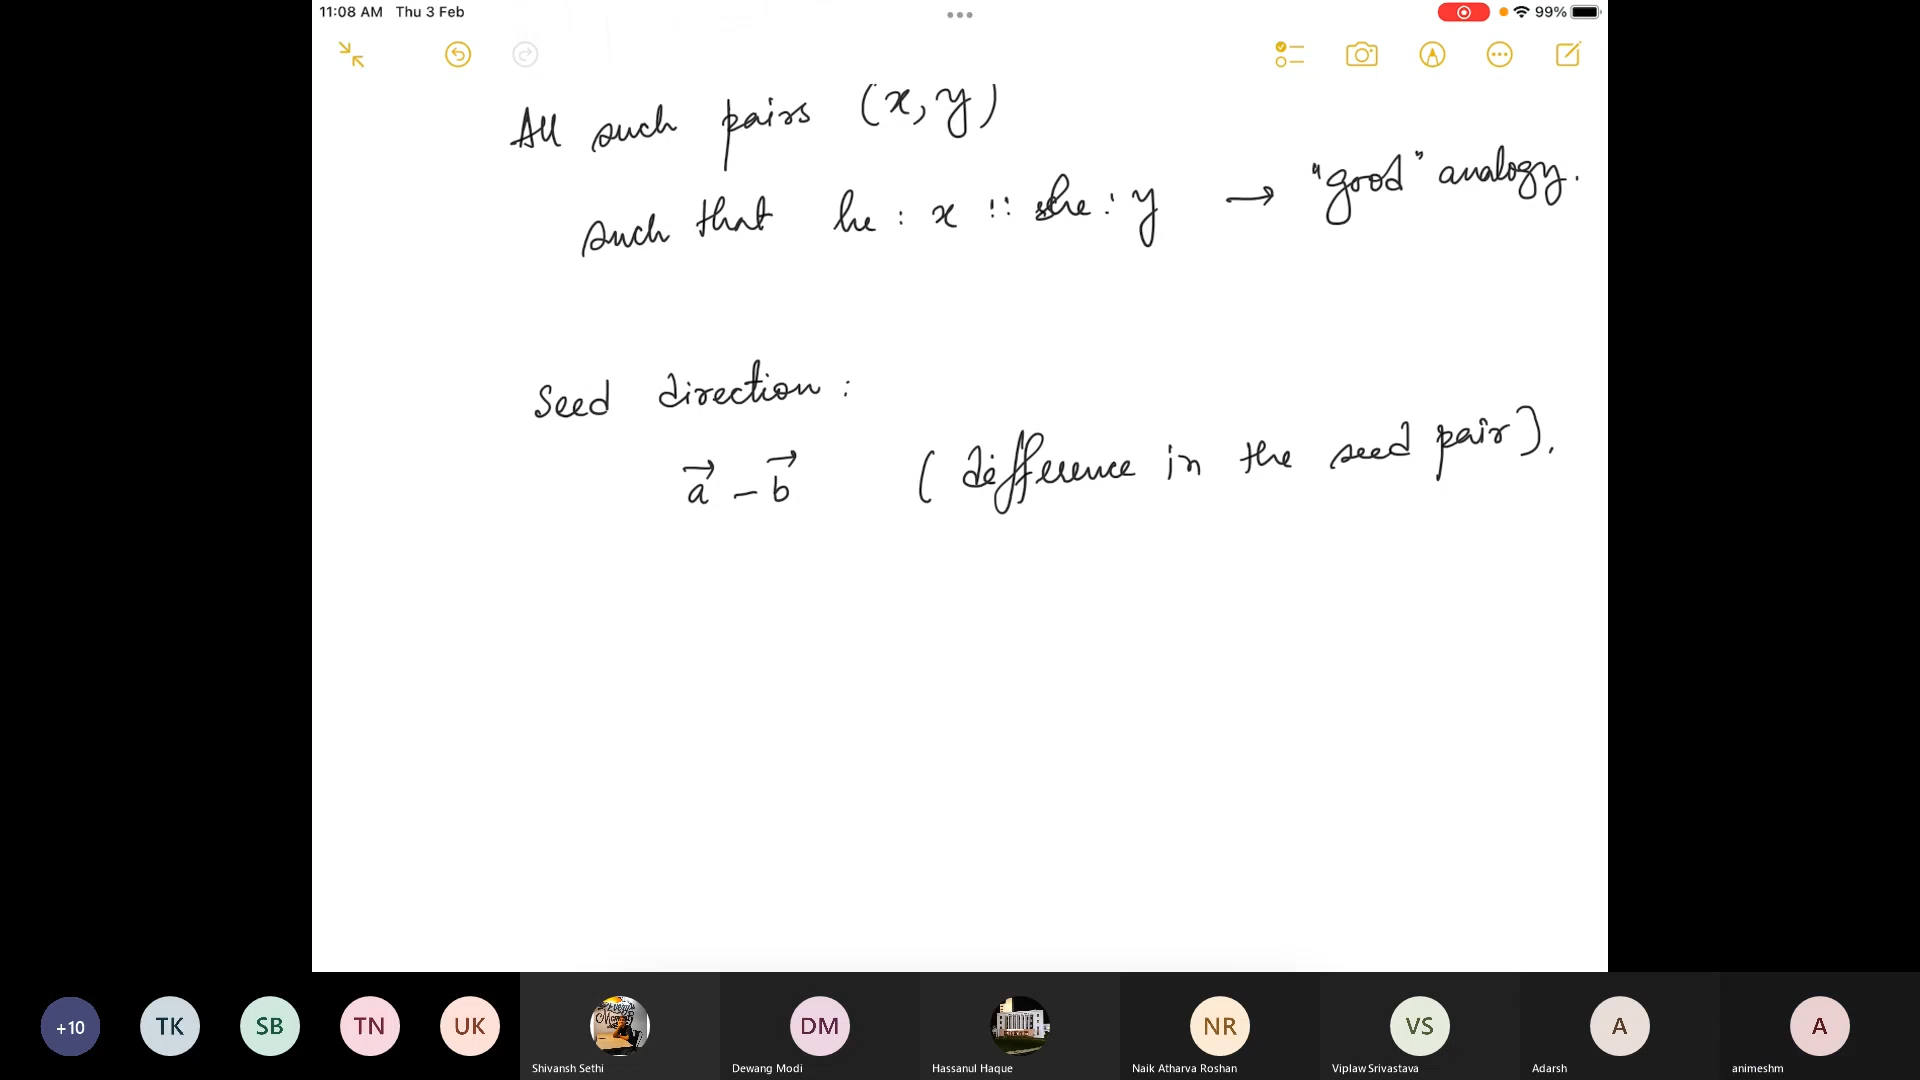 11:08 AM Thu 3 Feb
99%
All such pairs (x, y)
such that he : x :: she : y → "good" analogy.
Seed direction :
a⃗ − b⃗ (difference in the seed pair).
+10 TK SB TN UK DM NR VS A A
Shivansh Sethi Dewang Modi Hassanul Haque Naik Atharva Roshan Viplaw Srivastava Adarsh animeshm